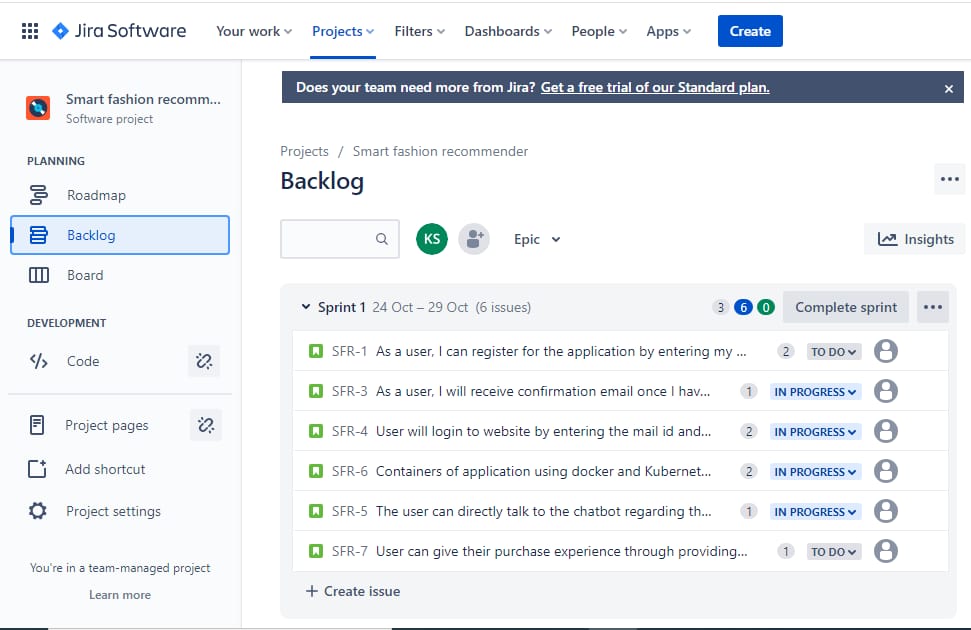 Jira Software Your work Projects Filters Dashboards People Apps Create
Does your team need more from Jira? Get a free trial of our Standard plan. ×
Smart fashion recomm...
Software project
PLANNING
Roadmap
Backlog
Board
DEVELOPMENT
Code
Project pages
Add shortcut
Project settings
You're in a team-managed project
Learn more
Projects / Smart fashion recommender
Backlog
KS Epic Insights
Sprint 1 24 Oct – 29 Oct (6 issues) 3 6 0 Complete sprint
SFR-1 As a user, I can register for the application by entering my ... 2 TO DO
SFR-3 As a user, I will receive confirmation email once I hav... 1 IN PROGRESS
SFR-4 User will login to website by entering the mail id and... 2 IN PROGRESS
SFR-6 Containers of application using docker and Kubernet... 2 IN PROGRESS
SFR-5 The user can directly talk to the chatbot regarding th... 1 IN PROGRESS
SFR-7 User can give their purchase experience through providing... 1 TO DO
+ Create issue